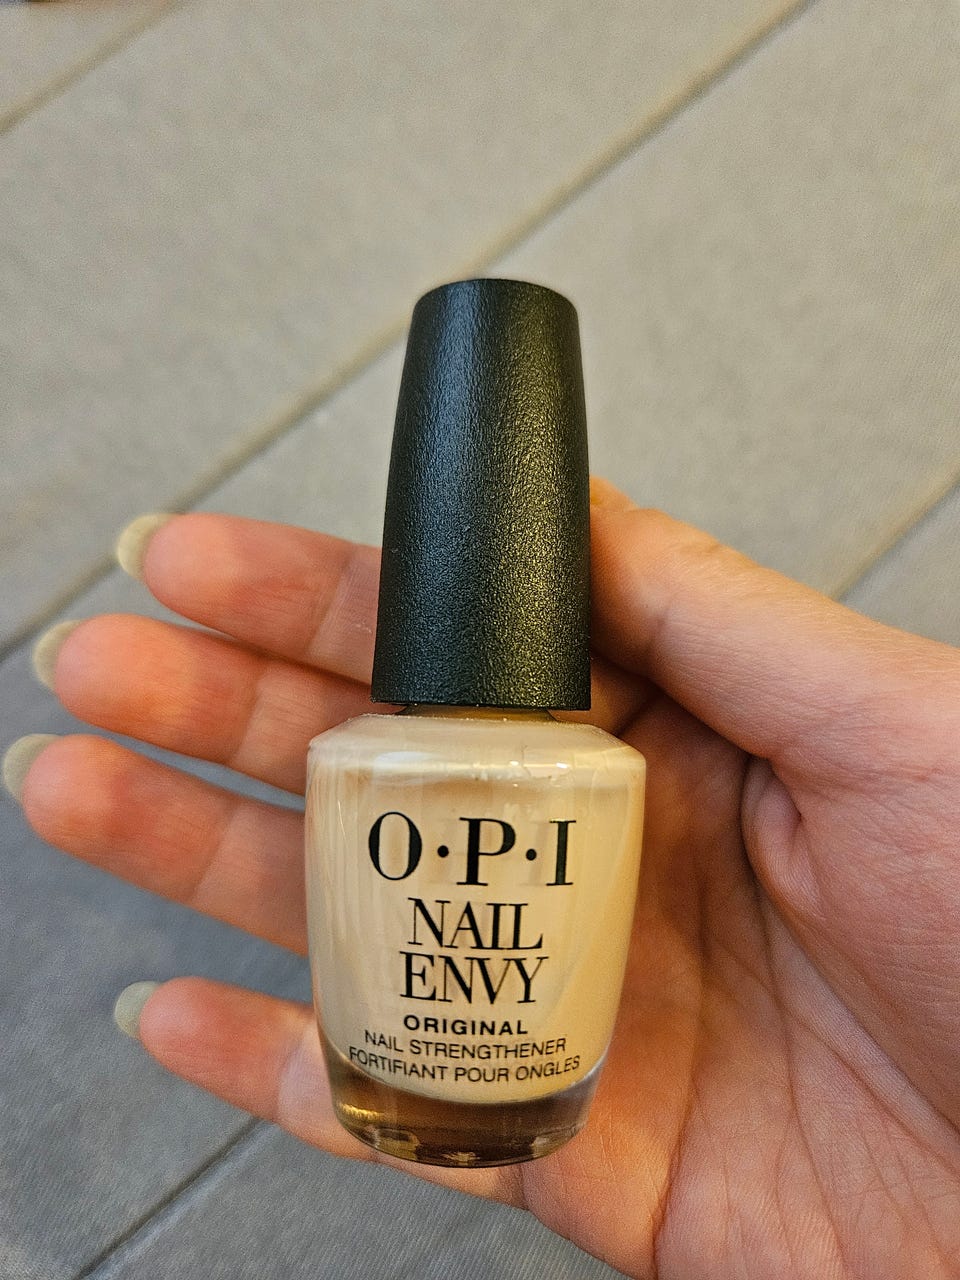 O·P·I
NAIL
ENVY
ORIGINAL
NAIL STRENGTHENER
FORTIFIANT POUR ONGLES